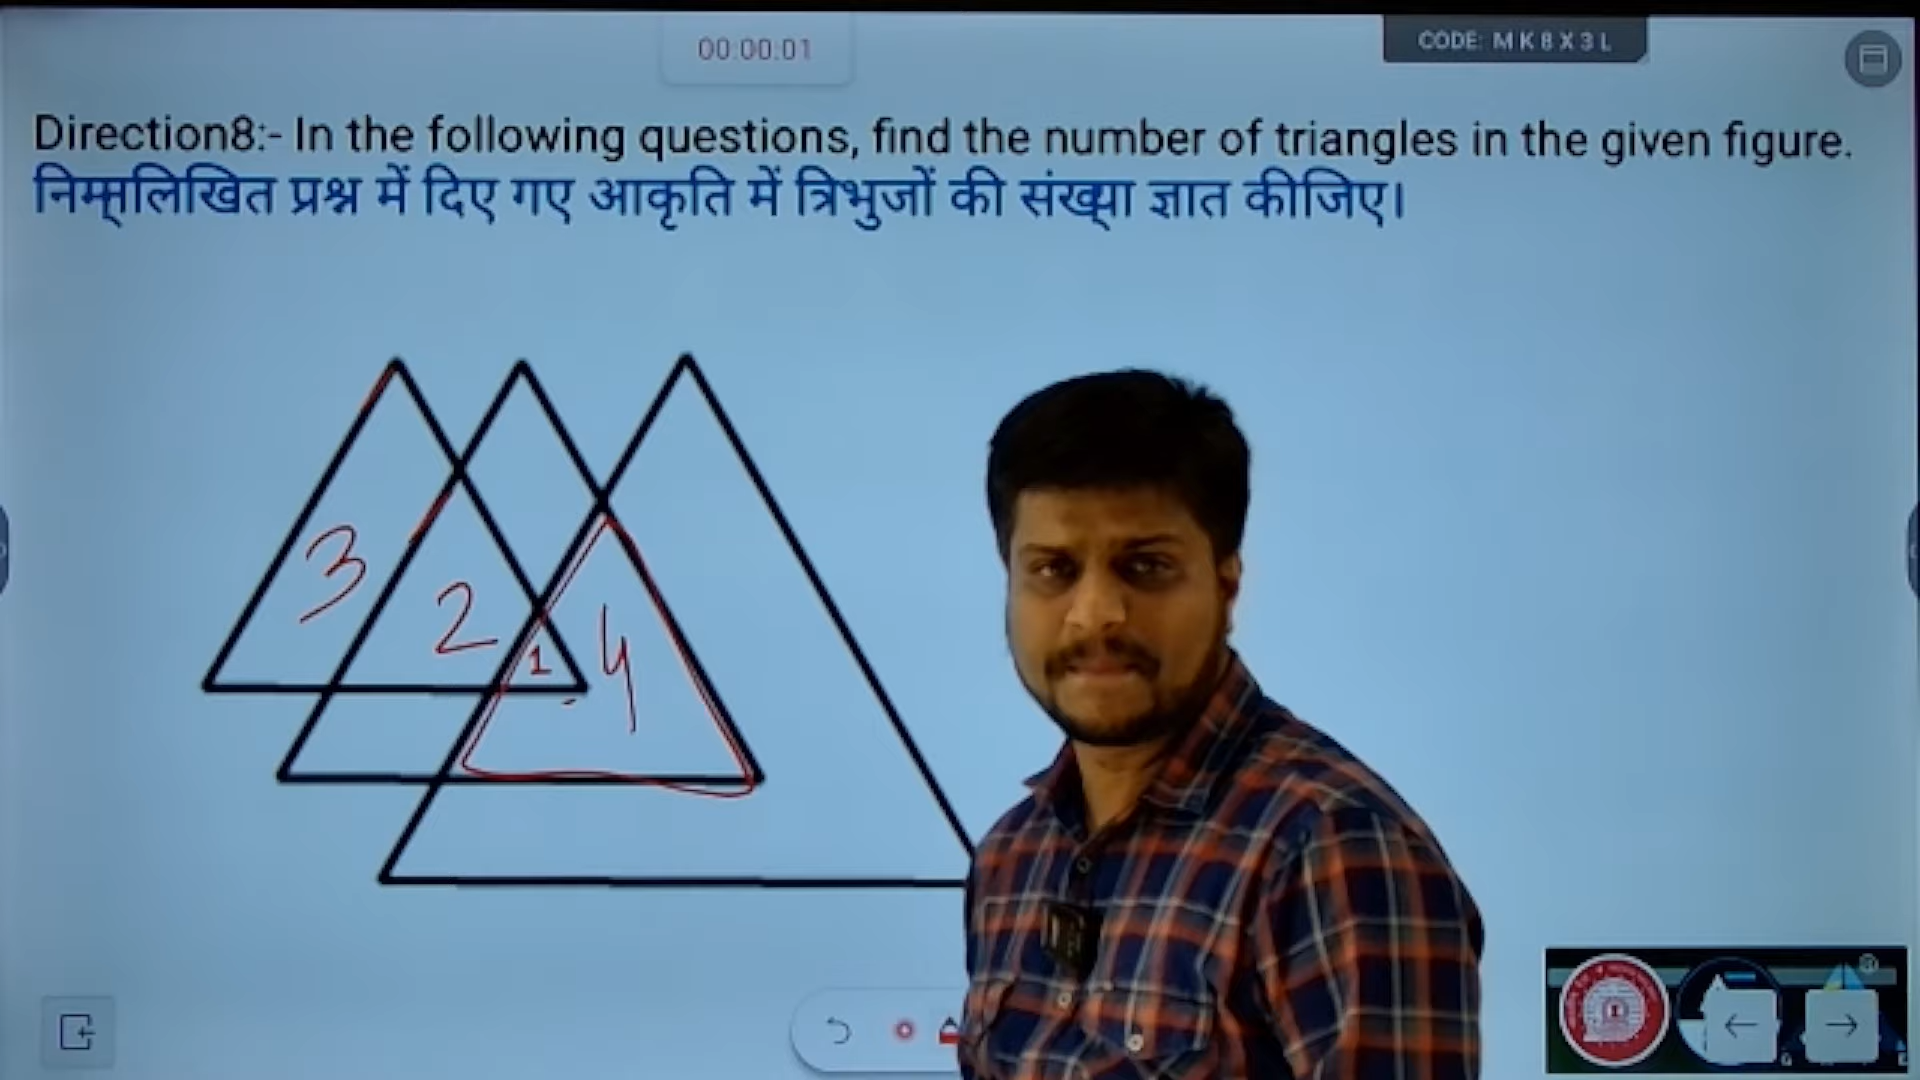 00:00:01
CODE: MK8X3L
Direction8:- In the following questions, find the number of triangles in the given figure.
निम्नलिखित प्रश्न में दिए गए आकृति में त्रिभुजों की संख्या ज्ञात कीजिए।
3
2
1
4